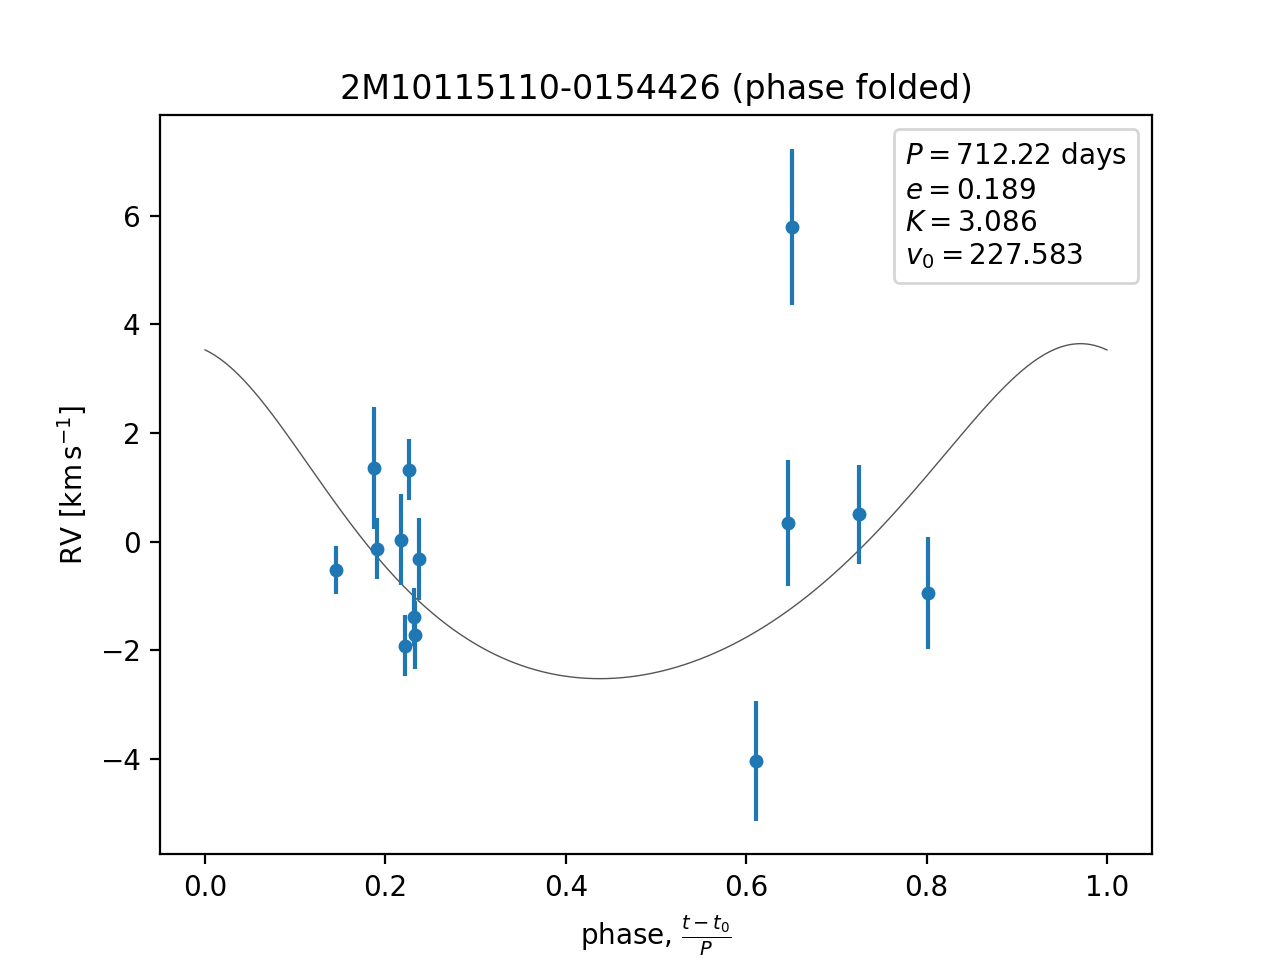 2M10115110-0154426 (phase folded)
P = 712.22 days
e = 0.189
K = 3.086
v₀ = 227.583
6
4
2
0
−2
−4
RV [km s⁻¹]
0.0 0.2 0.4 0.6 0.8 1.0
phase, (t − t₀)/P